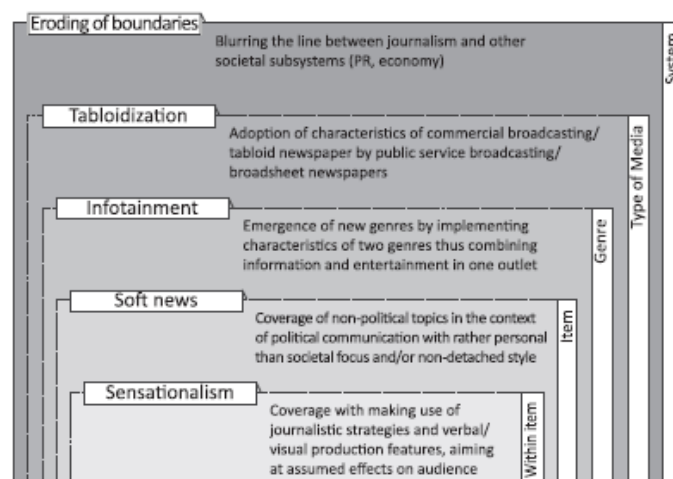 Eroding of boundaries
Blurring the line between journalism and other
societal subsystems (PR, economy)
System
Tabloidization
Adoption of characteristics of commercial broadcasting/
tabloid newspaper by public service broadcasting/
broadsheet newspapers
Type of Media
Infotainment
Emergence of new genres by implementing
characteristics of two genres thus combining
information and entertainment in one outlet
Genre
Soft news
Coverage of non-political topics in the context
of political communication with rather personal
than societal focus and/or non-detached style
Item
Sensationalism
Coverage with making use of
journalistic strategies and verbal/
visual production features, aiming
at assumed effects on audience
Within item